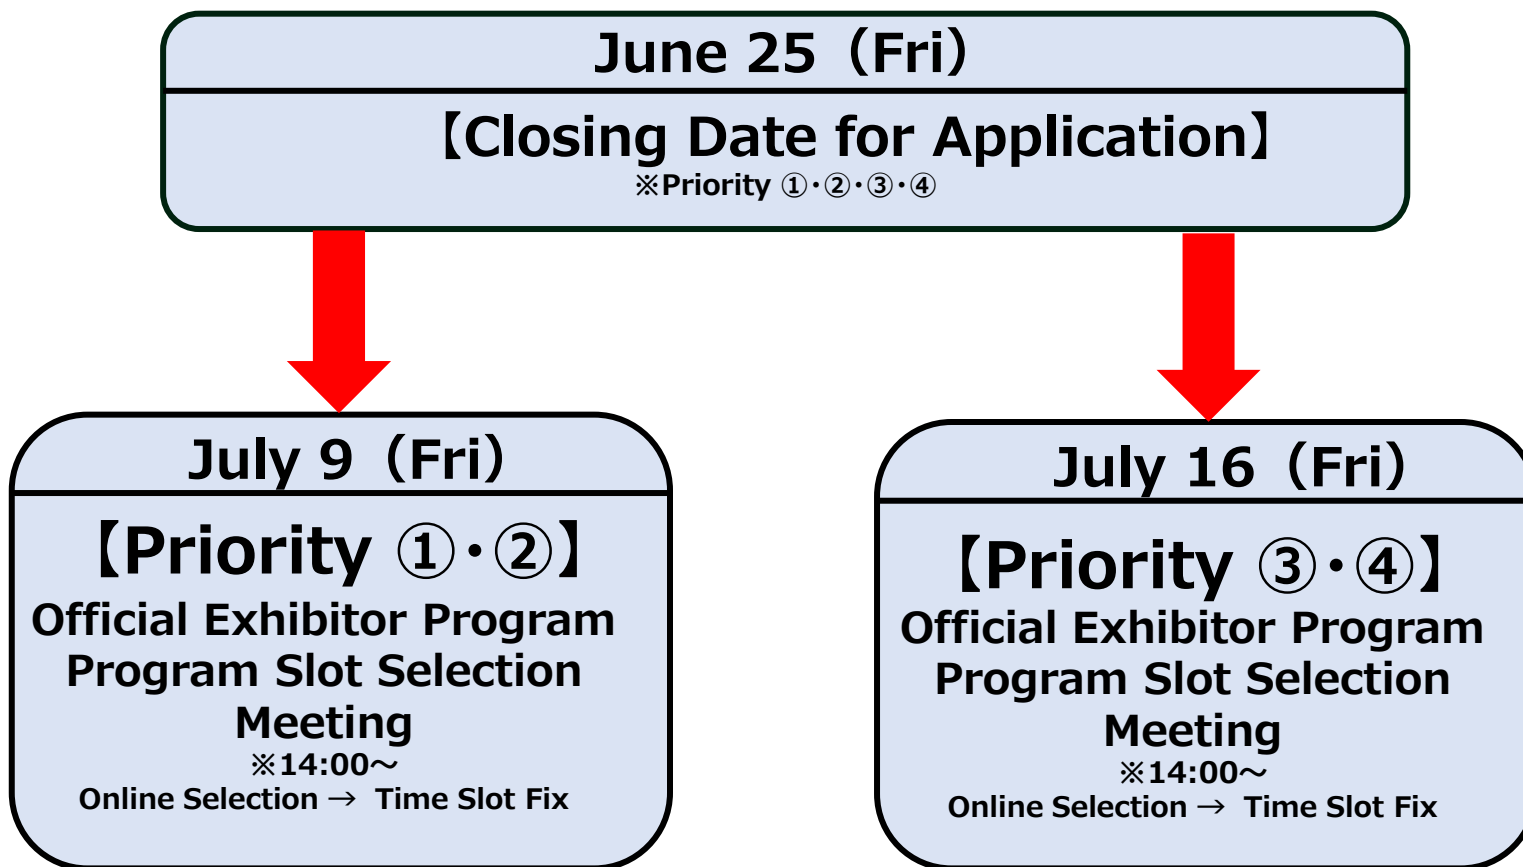 June 25（Fri）
【Closing Date for Application】
※Priority ①・②・③・④
July 9（Fri）
【Priority ①・②】
Official Exhibitor Program
Program Slot Selection
Meeting
※14:00～
Online Selection → Time Slot Fix
July 16（Fri）
【Priority ③・④】
Official Exhibitor Program
Program Slot Selection
Meeting
※14:00～
Online Selection → Time Slot Fix